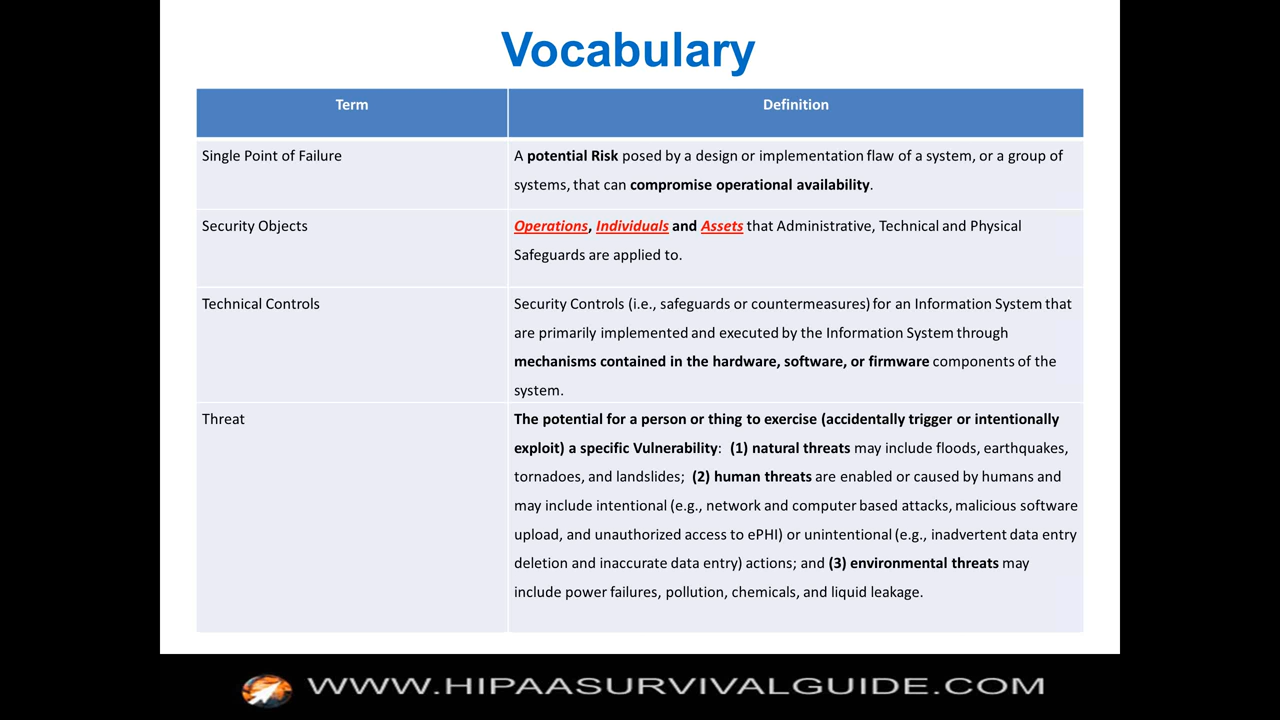 Vocabulary
Term
Definition
Single Point of Failure
A potential Risk posed by a design or implementation flaw of a system, or a group of
systems, that can compromise operational availability.
Security Objects
Operations, Individuals and Assets that Administrative, Technical and Physical
Safeguards are applied to.
Technical Controls
Security Controls (i.e., safeguards or countermeasures) for an Information System that
are primarily implemented and executed by the Information System through
mechanisms contained in the hardware, software, or firmware components of the
system.
Threat
The potential for a person or thing to exercise (accidentally trigger or intentionally
exploit) a specific Vulnerability: (1) natural threats may include floods, earthquakes,
tornadoes, and landslides; (2) human threats are enabled or caused by humans and
may include intentional (e.g., network and computer based attacks, malicious software
upload, and unauthorized access to ePHI) or unintentional (e.g., inadvertent data entry
deletion and inaccurate data entry) actions; and (3) environmental threats may
include power failures, pollution, chemicals, and liquid leakage.
WWW.HIPAASURVIVALGUIDE.COM